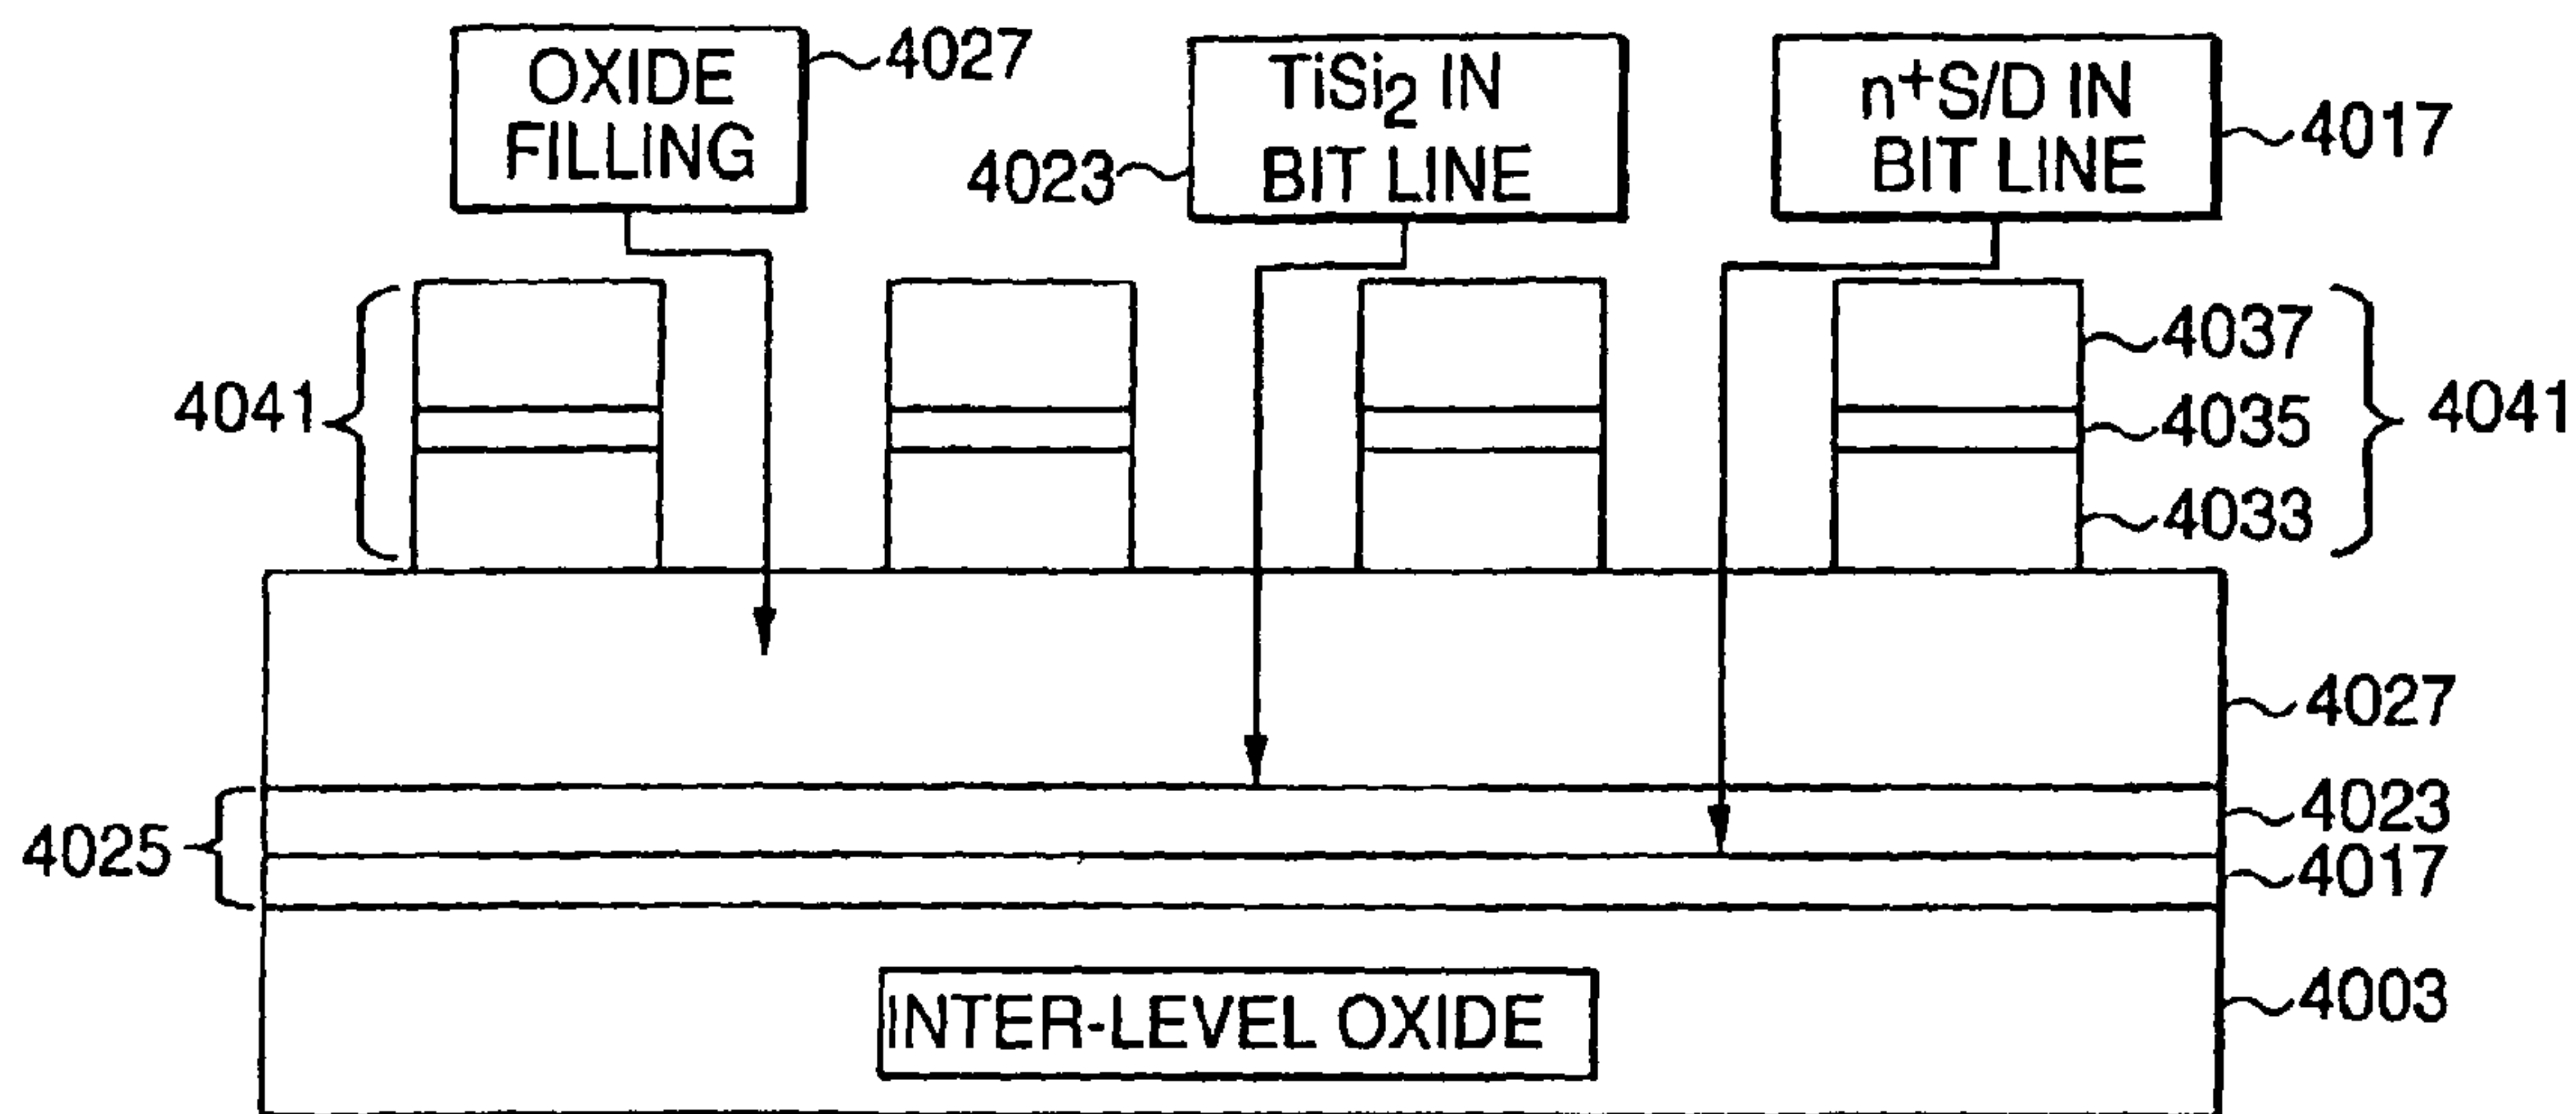 OXIDE
FILLING
4027
TiSi2 IN
BIT LINE
4023
n+S/D IN
BIT LINE
4017
4041
4037
4035
4033
4041
4027
4023
4017
4025
4003
INTER-LEVEL OXIDE